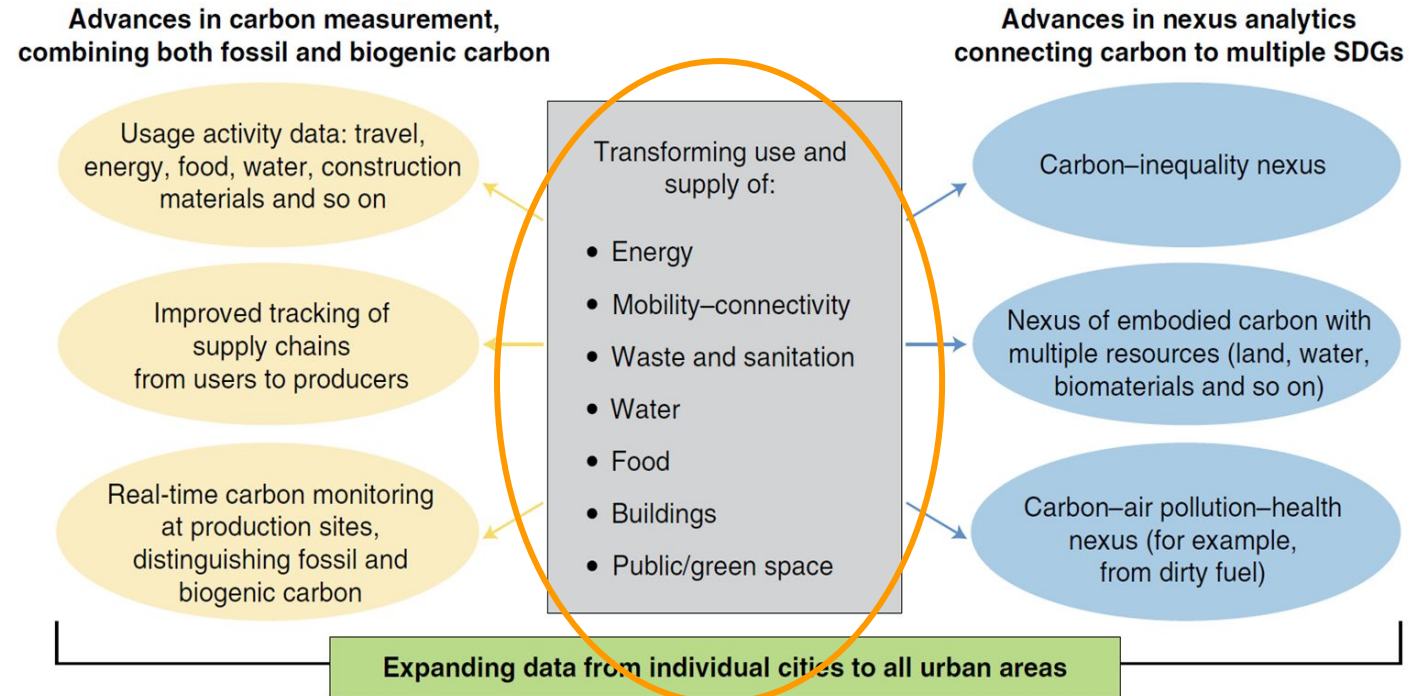 Advances in carbon measurement,
combining both fossil and biogenic carbon
Usage activity data: travel,
energy, food, water, construction
materials and so on
Improved tracking of
supply chains
from users to producers
Real-time carbon monitoring
at production sites,
distinguishing fossil and
biogenic carbon
Transforming use and
supply of:
• Energy
• Mobility–connectivity
• Waste and sanitation
• Water
• Food
• Buildings
• Public/green space
Advances in nexus analytics
connecting carbon to multiple SDGs
Carbon–inequality nexus
Nexus of embodied carbon with
multiple resources (land, water,
biomaterials and so on)
Carbon–air pollution–health
nexus (for example,
from dirty fuel)
Expanding data from individual cities to all urban areas